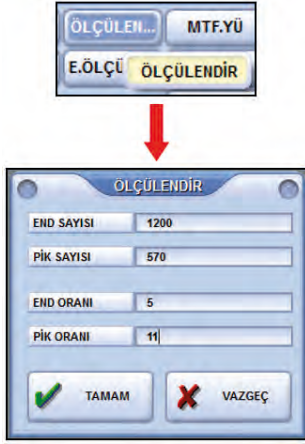 ÖLÇÜLEN... MTF.YÜ
E.ÖLÇÜ ÖLÇÜLENDİR
ÖLÇÜLENDİR
END SAYISI 1200
PİK SAYISI 570
END ORANI 5
PİK ORANI 11
TAMAM VAZGEÇ